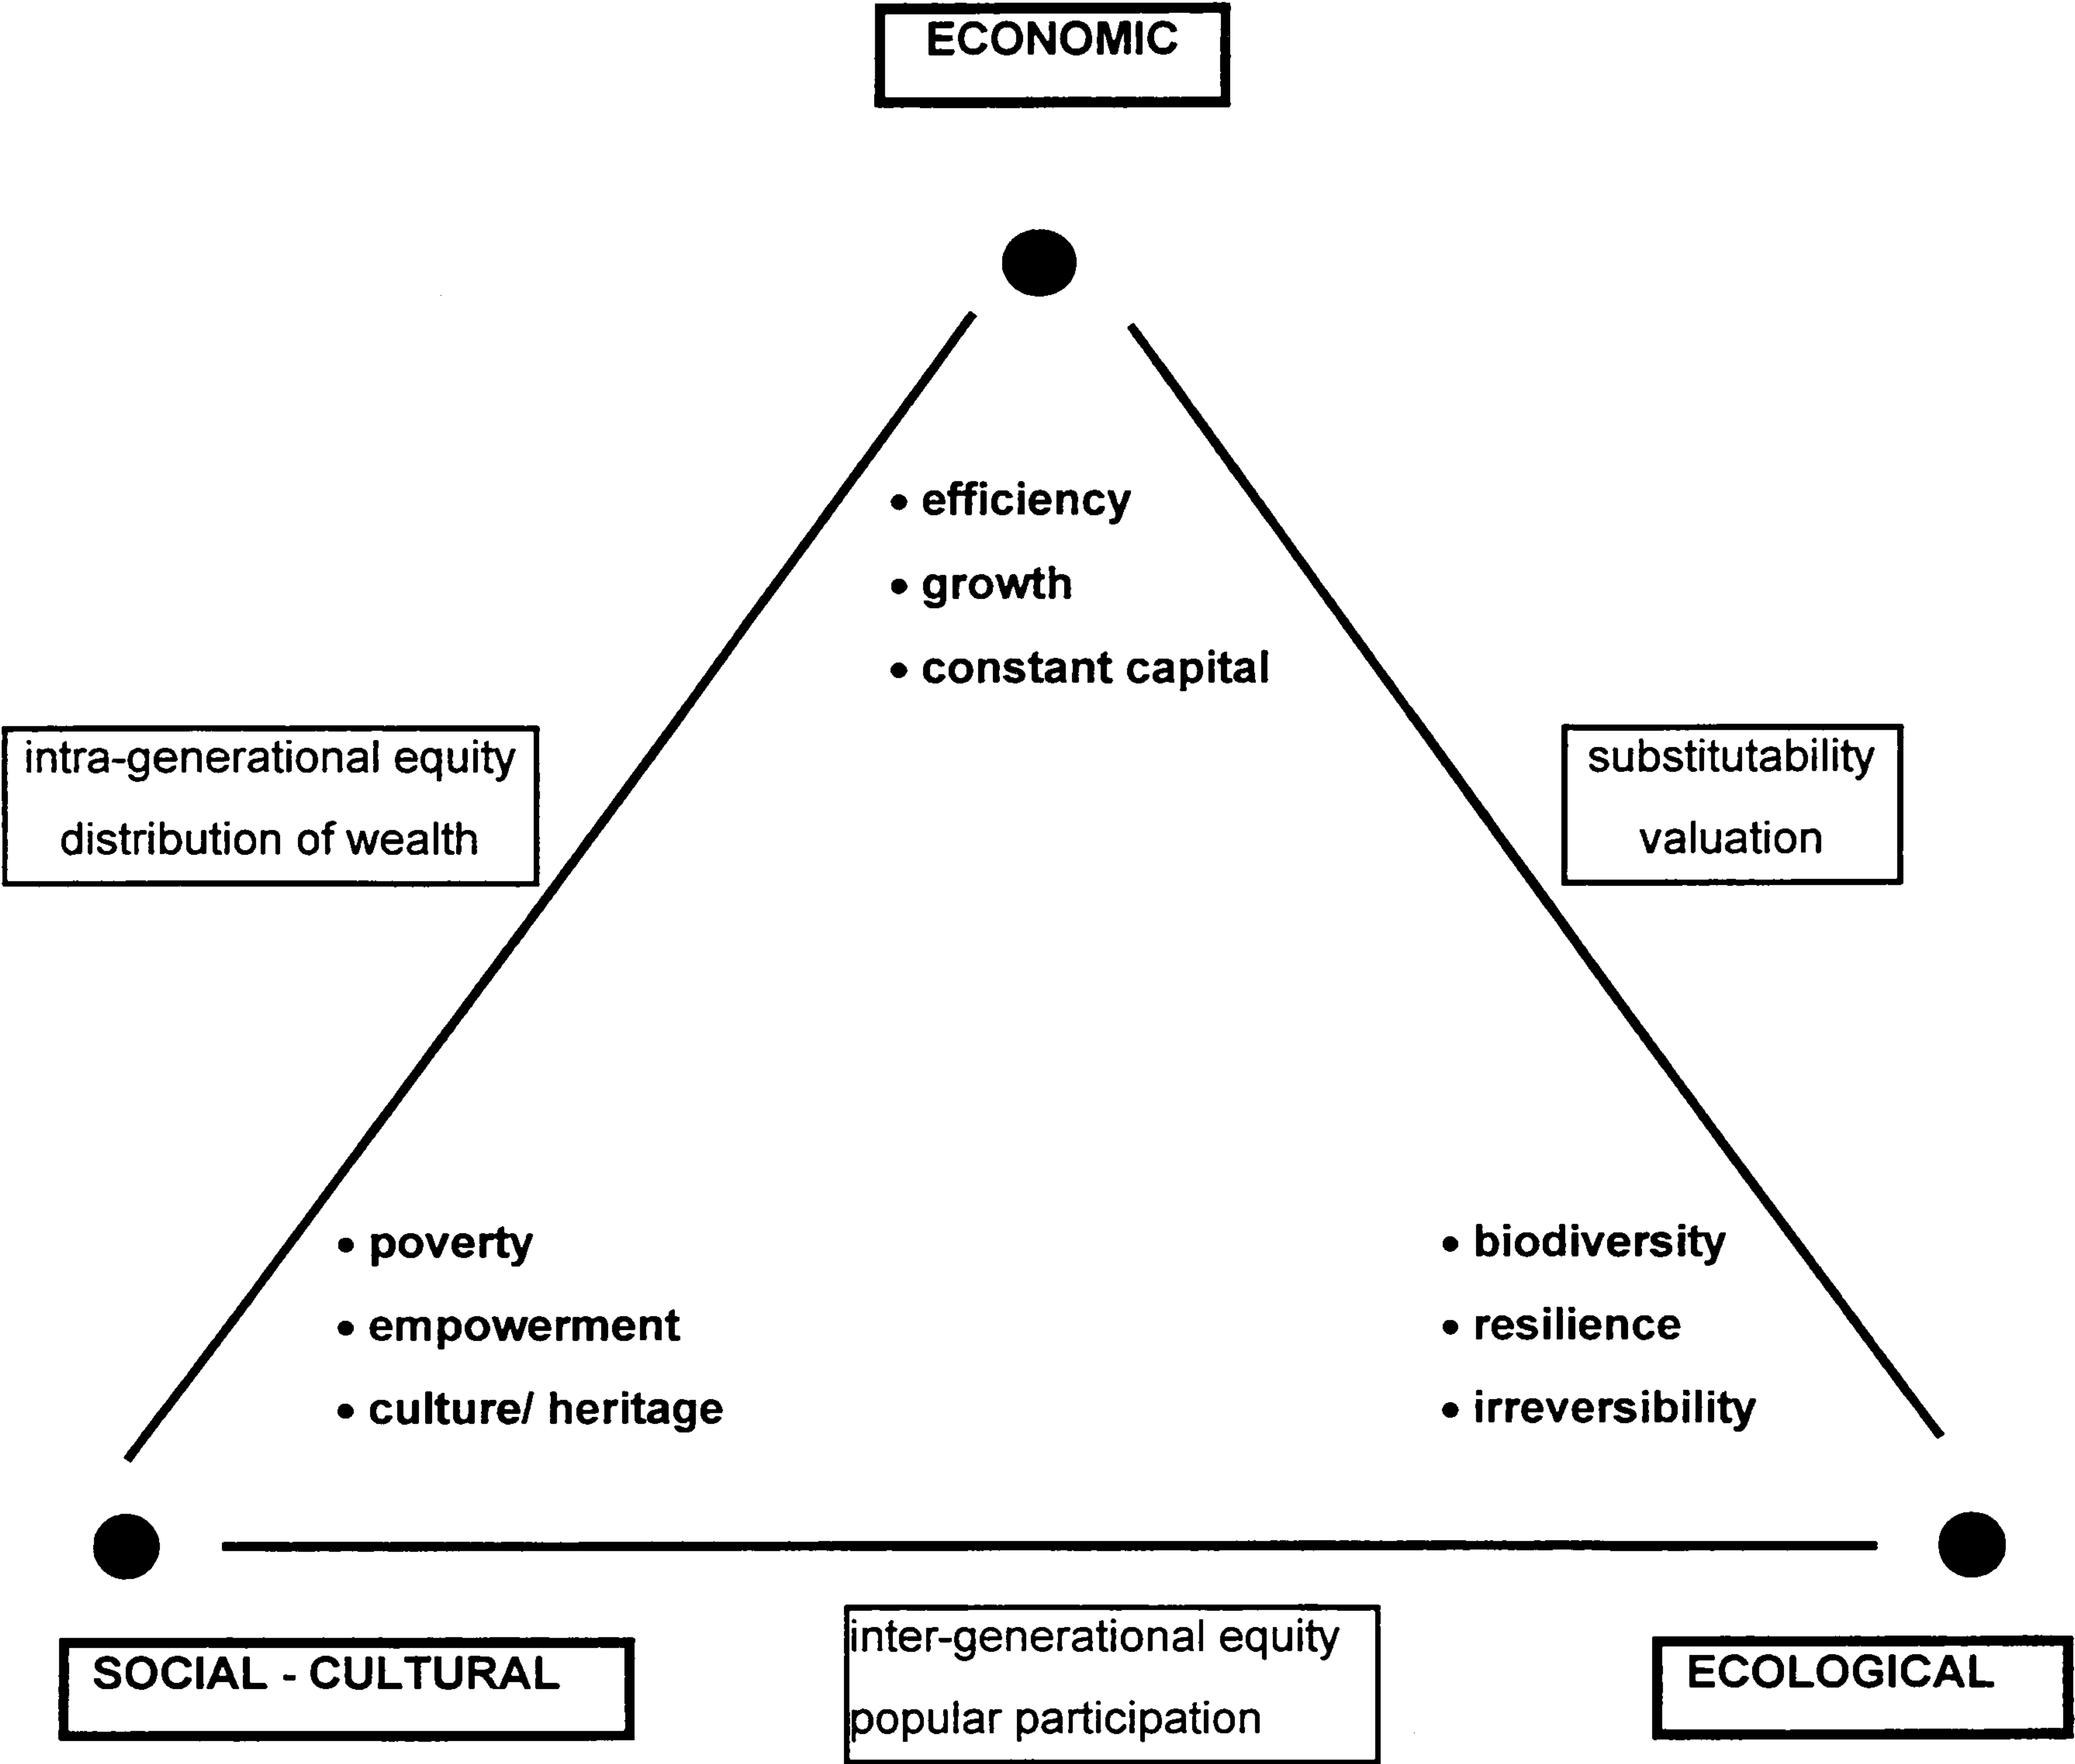 ECONOMIC
• efficiency
• growth
• constant capital
intra-generational equity
distribution of wealth
substitutability
valuation
• poverty
• empowerment
• culture/ heritage
• biodiversity
• resilience
• irreversibility
SOCIAL - CULTURAL
inter-generational equity
popular participation
ECOLOGICAL